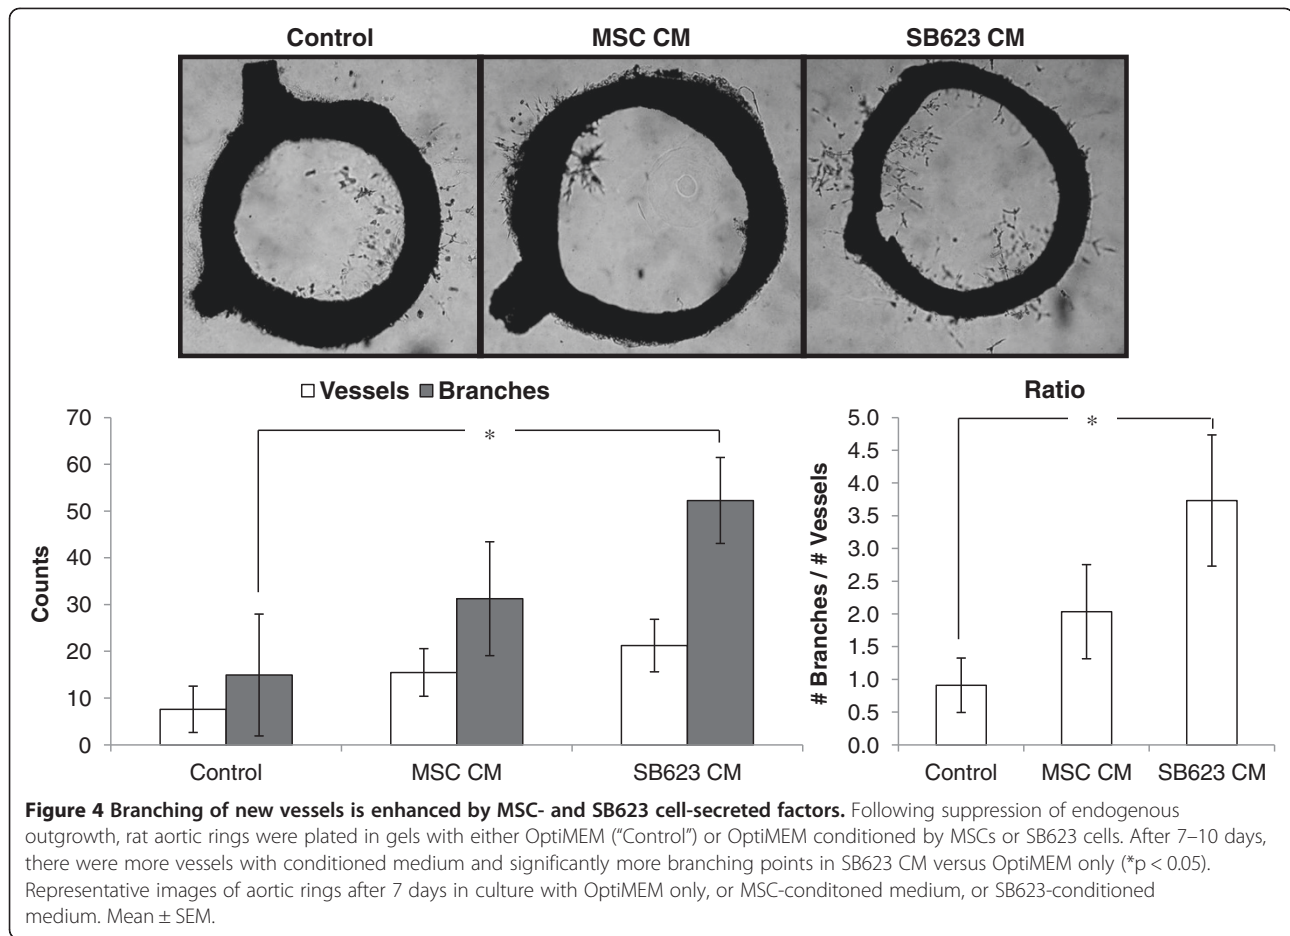 Control MSC CM SB623 CM
Vessels Branches
70
60
50
40
30
20
10
0
Counts
*
Control MSC CM SB623 CM
Ratio
5.0
4.5
4.0
3.5
3.0
2.5
2.0
1.5
1.0
0.5
0.0
# Branches / # Vessels
*
Control MSC CM SB623 CM
Figure 4 Branching of new vessels is enhanced by MSC- and SB623 cell-secreted factors. Following suppression of endogenous
outgrowth, rat aortic rings were plated in gels with either OptiMEM (“Control”) or OptiMEM conditioned by MSCs or SB623 cells. After 7–10 days,
there were more vessels with conditioned medium and significantly more branching points in SB623 CM versus OptiMEM only (*p < 0.05).
Representative images of aortic rings after 7 days in culture with OptiMEM only, or MSC-conditoned medium, or SB623-conditioned
medium. Mean ± SEM.